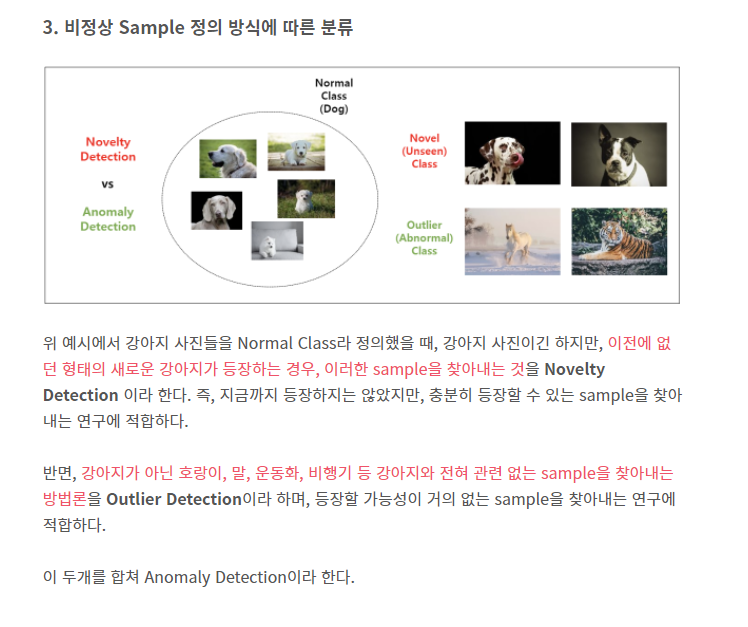 3. 비정상 Sample 정의 방식에 따른 분류
Normal
Class
(Dog)
Novelty
Detection
vs
Anomaly
Detection
Novel
(Unseen)
Class
Outlier
(Abnormal)
Class
위 예시에서 강아지 사진들을 Normal Class라 정의했을 때, 강아지 사진이긴 하지만, 이전에 없
던 형태의 새로운 강아지가 등장하는 경우, 이러한 sample을 찾아내는 것을 Novelty
Detection 이라 한다. 즉, 지금까지 등장하지는 않았지만, 충분히 등장할 수 있는 sample을 찾아
내는 연구에 적합하다.
반면, 강아지가 아닌 호랑이, 말, 운동화, 비행기 등 강아지와 전혀 관련 없는 sample을 찾아내는
방법론을 Outlier Detection이라 하며, 등장할 가능성이 거의 없는 sample을 찾아내는 연구에
적합하다.
이 두개를 합쳐 Anomaly Detection이라 한다.